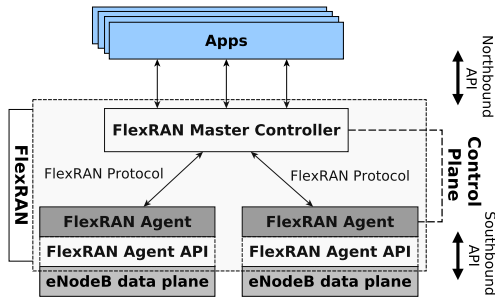 Apps
Northbound
API
FlexRAN Master Controller
FlexRAN
FlexRAN Protocol
FlexRAN Protocol
Control
Plane
FlexRAN Agent
FlexRAN Agent
FlexRAN Agent API
FlexRAN Agent API
Southbound
API
eNodeB data plane
eNodeB data plane